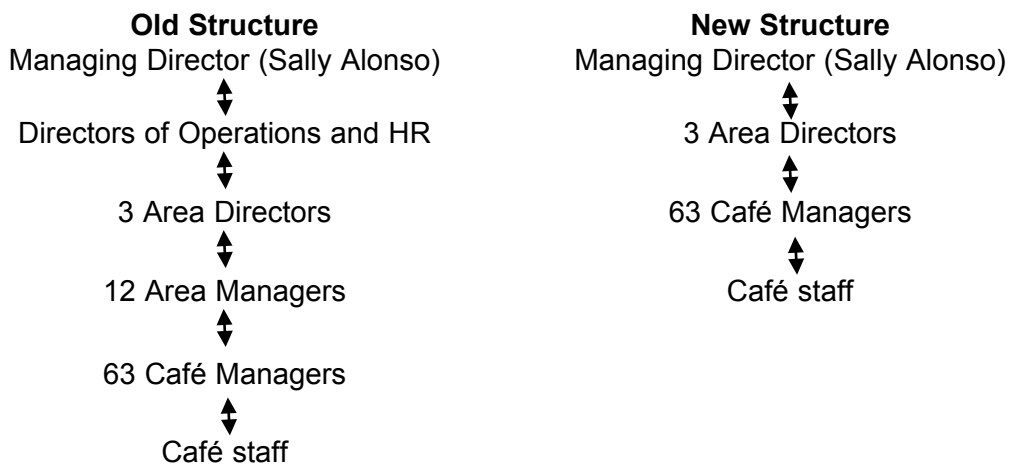 Old Structure
Managing Director (Sally Alonso)
Directors of Operations and HR
3 Area Directors
12 Area Managers
63 Café Managers
Café staff
New Structure
Managing Director (Sally Alonso)
3 Area Directors
63 Café Managers
Café staff